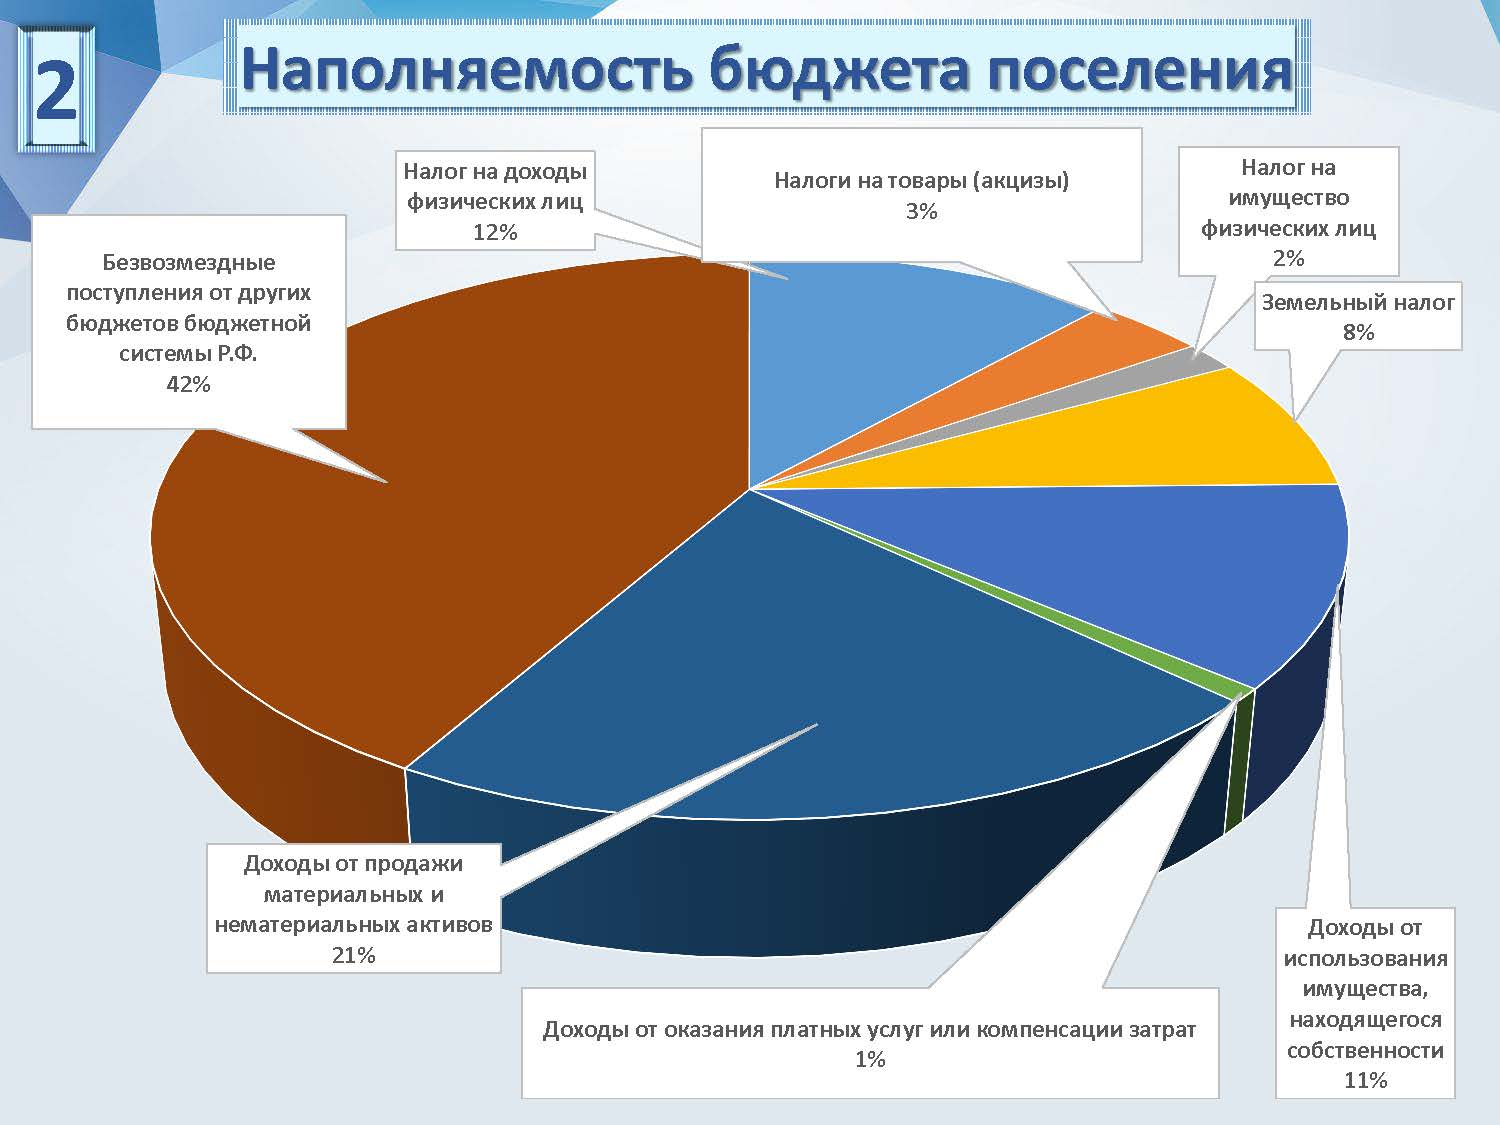 2
Наполняемость бюджета поселения
Налог на доходы
физических лиц
12%
Налоги на товары (акцизы)
3%
Налог на
имущество
физических лиц
2%
Земельный налог
8%
Безвозмездные
поступления от других
бюджетов бюджетной
системы Р.Ф.
42%
Доходы от продажи
материальных и
нематериальных активов
21%
Доходы от оказания платных услуг или компенсации затрат
1%
Доходы от
использования
имущества,
находящегося
собственности
11%